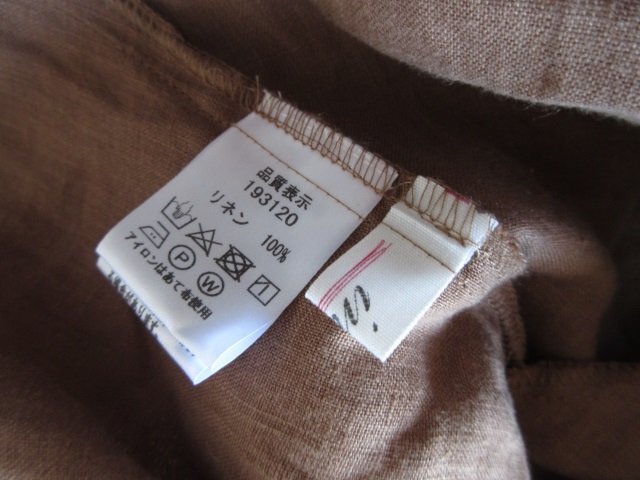 品質表示
193120
リネン 100%
P W
アイロンはあて布使用